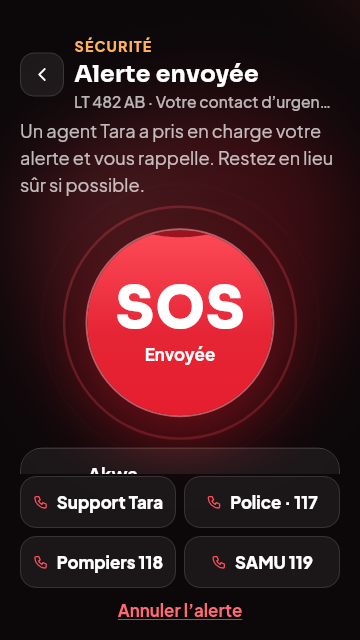 SÉCURITÉ
Alerte envoyée
LT 482 AB · Votre contact d’urgen…
Un agent Tara a pris en charge votre
alerte et vous rappelle. Restez en lieu
sûr si possible.
SOS
Envoyée
Support Tara
Police · 117
Pompiers 118
SAMU 119
Annuler l’alerte